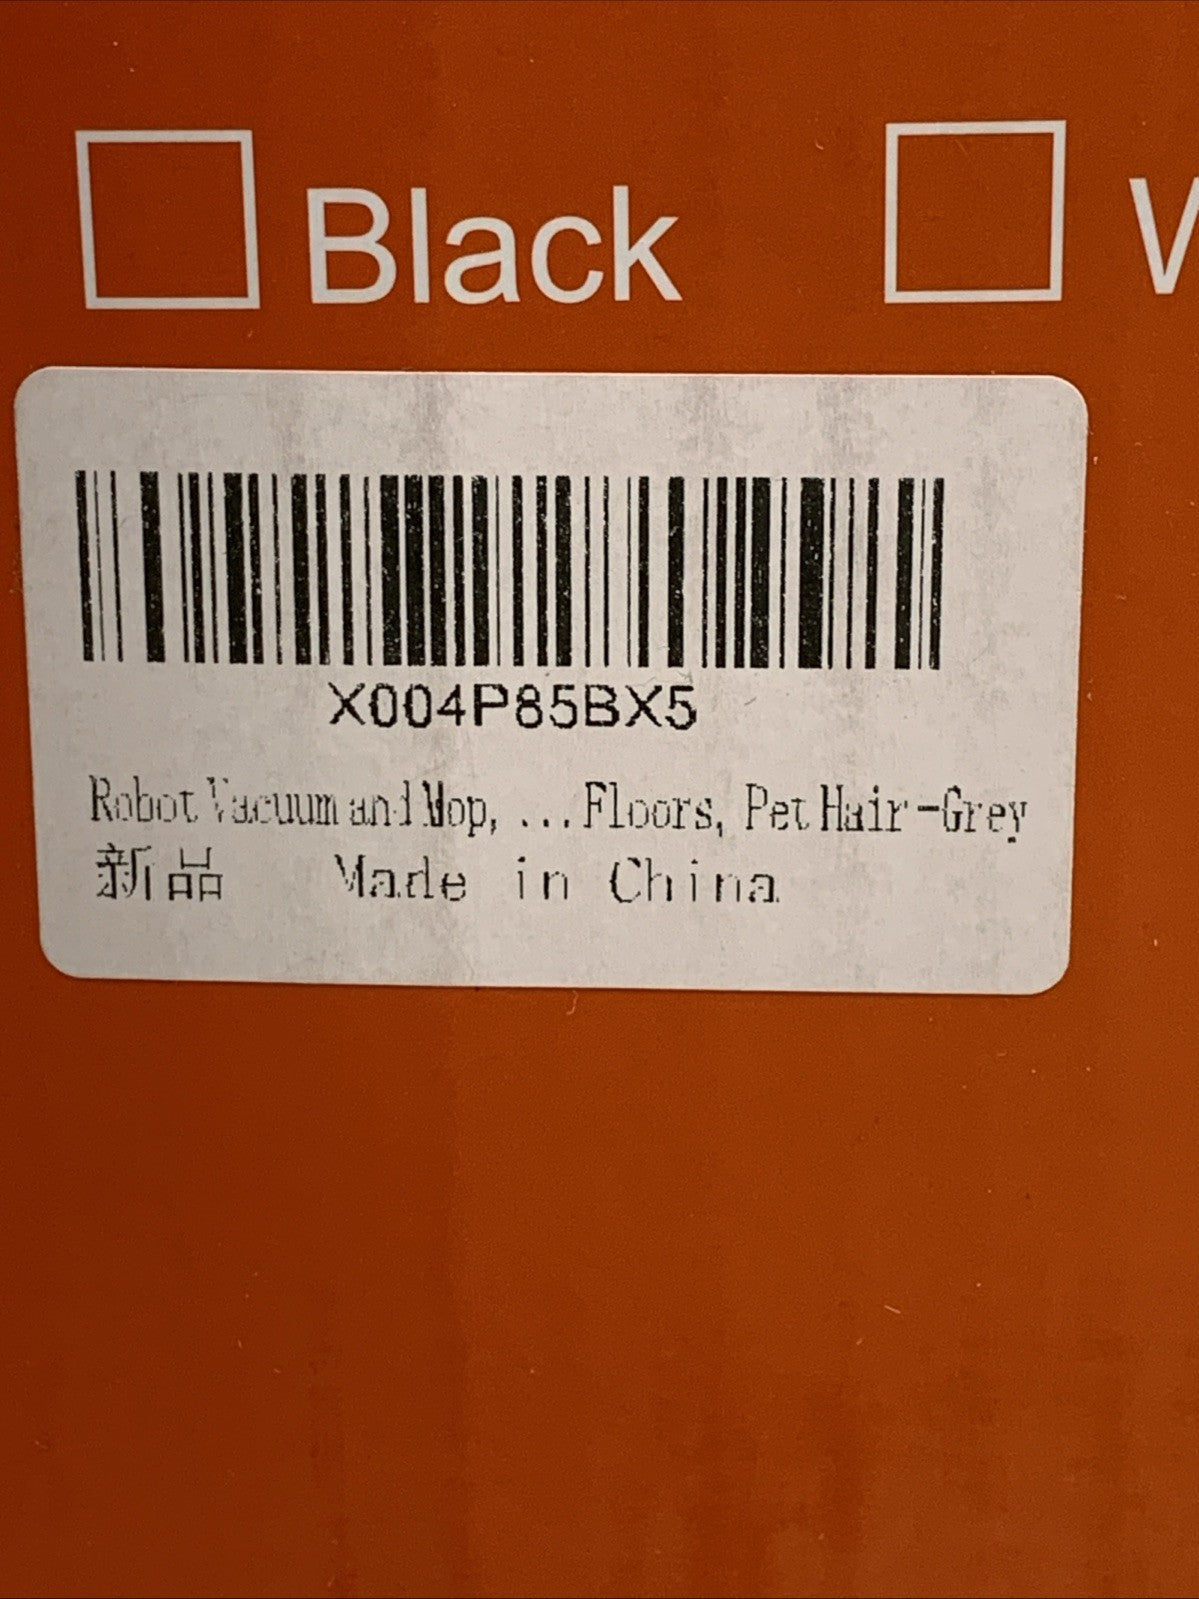 Black
X004P85BX5
Robot Vacuum and Mop, ...Floors, Pet Hair-Grey
新品 Made in China